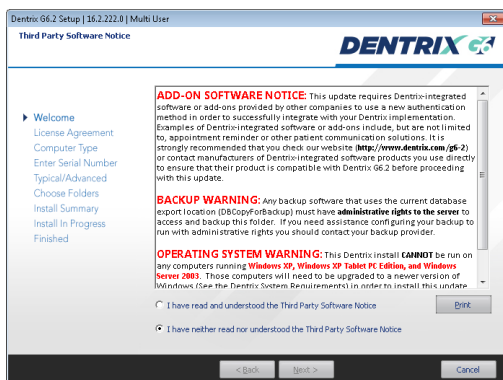 Dentrix G6.2 Setup | 16.2.222.0 | Multi User
Third Party Software Notice
DENTRIX G6
Welcome
License Agreement
Computer Type
Enter Serial Number
Typical/Advanced
Choose Folders
Install Summary
Install In Progress
Finished
ADD-ON SOFTWARE NOTICE: This update requires Dentrix-integrated
software or add-ons provided by other companies to use a new authentication
method in order to successfully integrate with your Dentrix implementation.
Examples of Dentrix-integrated software or add-ons include, but are not limited
to, appointment reminder or other patient communication solutions. It is
strongly recommended that you check our website (http://www.dentrix.com/g6-2)
or contact manufacturers of Dentrix-integrated software products you use directly
to ensure that their product is compatible with Dentrix G6.2 before proceeding
with this update.
BACKUP WARNING: Any backup software that uses the current database
export location (DBCopyForBackup) must have administrative rights to the server to
access and backup this folder. If you need assistance configuring your backup to
run with administrative rights you should contact your backup provider.
OPERATING SYSTEM WARNING: This Dentrix install CANNOT be run on
any computers running Windows XP, Windows XP Tablet PC Edition, and Windows
Server 2003. Those computers will need to be upgraded to a newer version of
Windows (See the Dentrix System Requirements) in order to install this update
I have read and understood the Third Party Software Notice
Print
I have neither read nor understood the Third Party Software Notice
< Back
Next >
Cancel